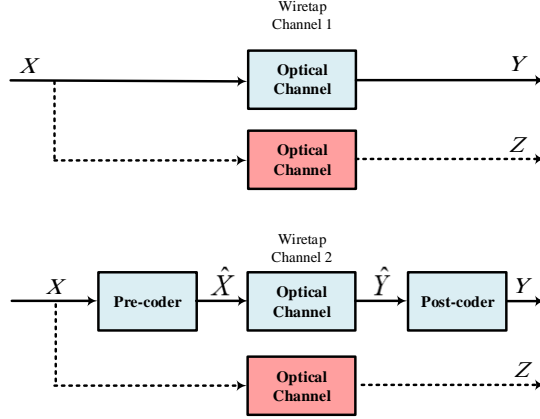 Wiretap
Channel 1
X
Optical
Channel
Y
Optical
Channel
Z
Wiretap
Channel 2
X
Pre-coder
X̂
Optical
Channel
Ŷ
Post-coder
Y
Optical
Channel
Z